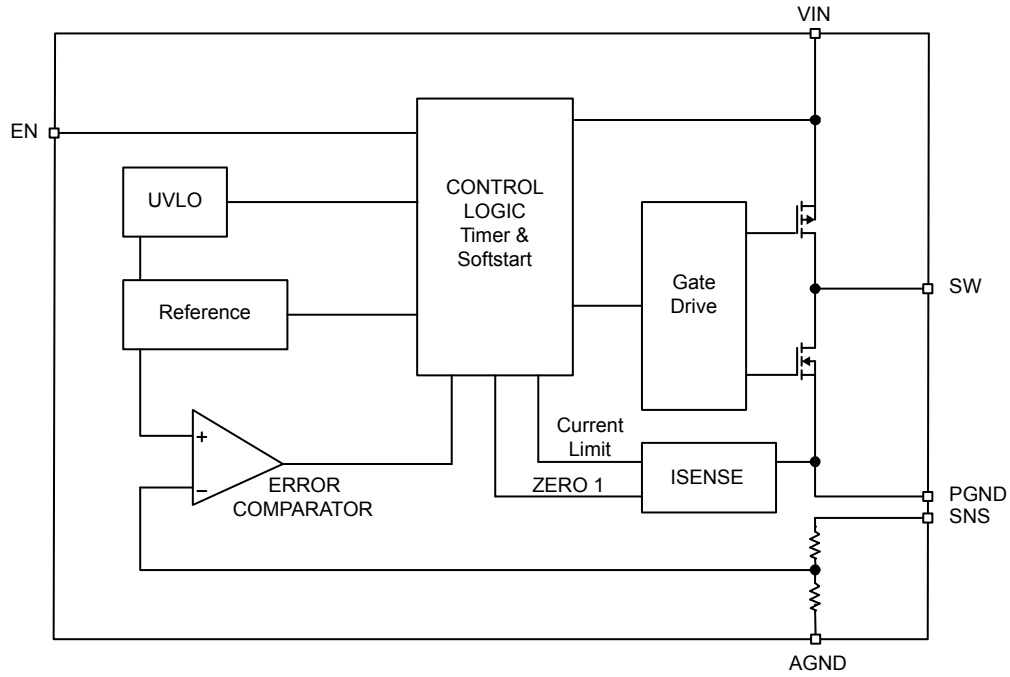 VIN
EN
UVLO
CONTROL
LOGIC
Timer &
Softstart
Reference
Gate
Drive
SW
+
−
ERROR
COMPARATOR
Current
Limit
ZERO 1
ISENSE
PGND
SNS
AGND